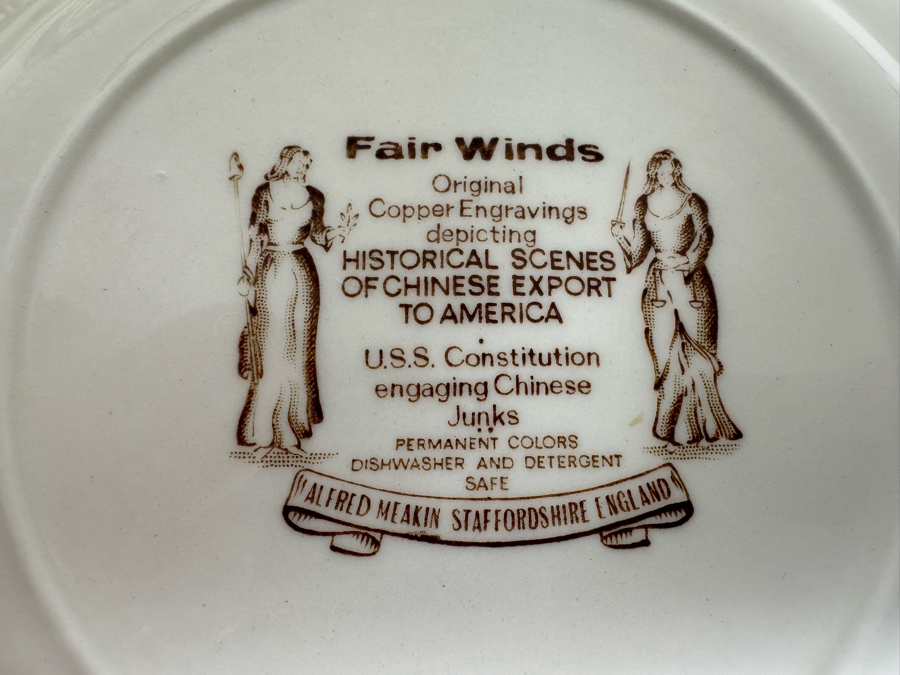 Fair Winds
Original
Copper Engravings
depicting
HISTORICAL SCENES
OF CHINESE EXPORT
TO AMERICA
U.S.S. Constitution
engaging Chinese
Junks
PERMANENT COLORS
DISHWASHER AND DETERGENT
SAFE
ALFRED MEAKIN STAFFORDSHIRE ENGLAND